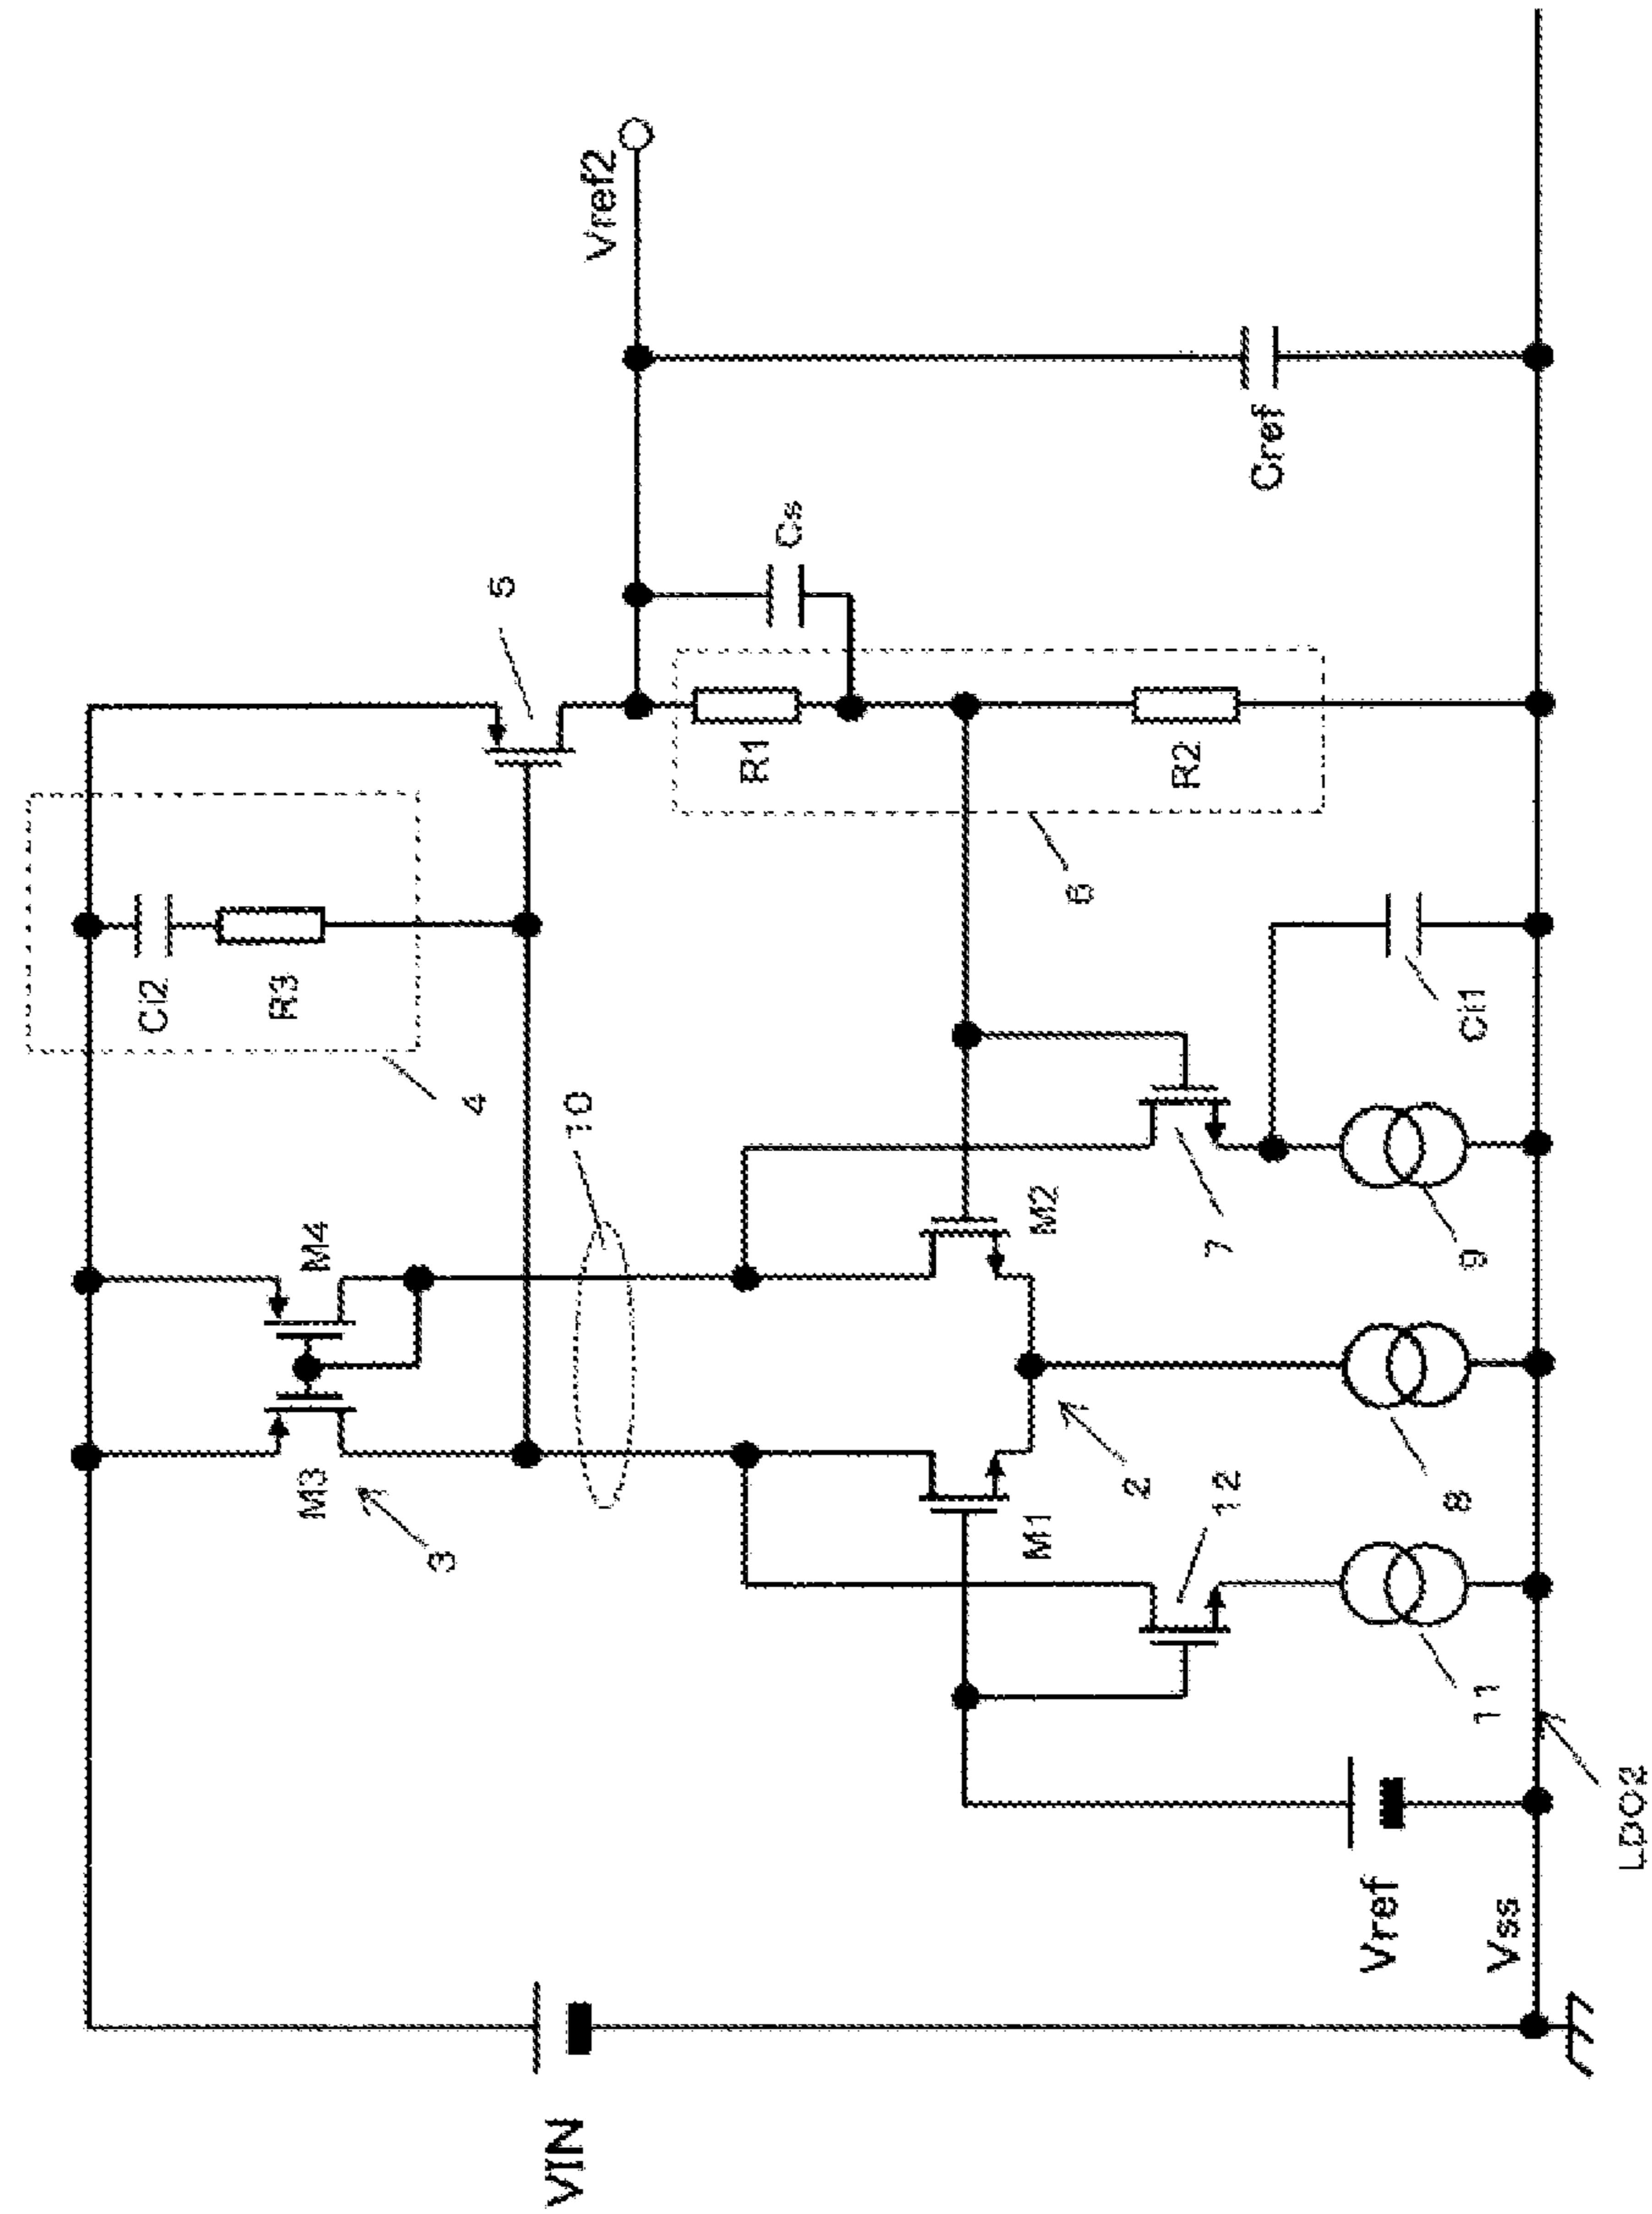 VIN
Vref
Vss
LDO2
M3
3
M4
4
Ci2
R3
5
10
M1
12
11
2
8
M2
7
9
Ci1
6
R1
R2
Cs
Cref
Vref2